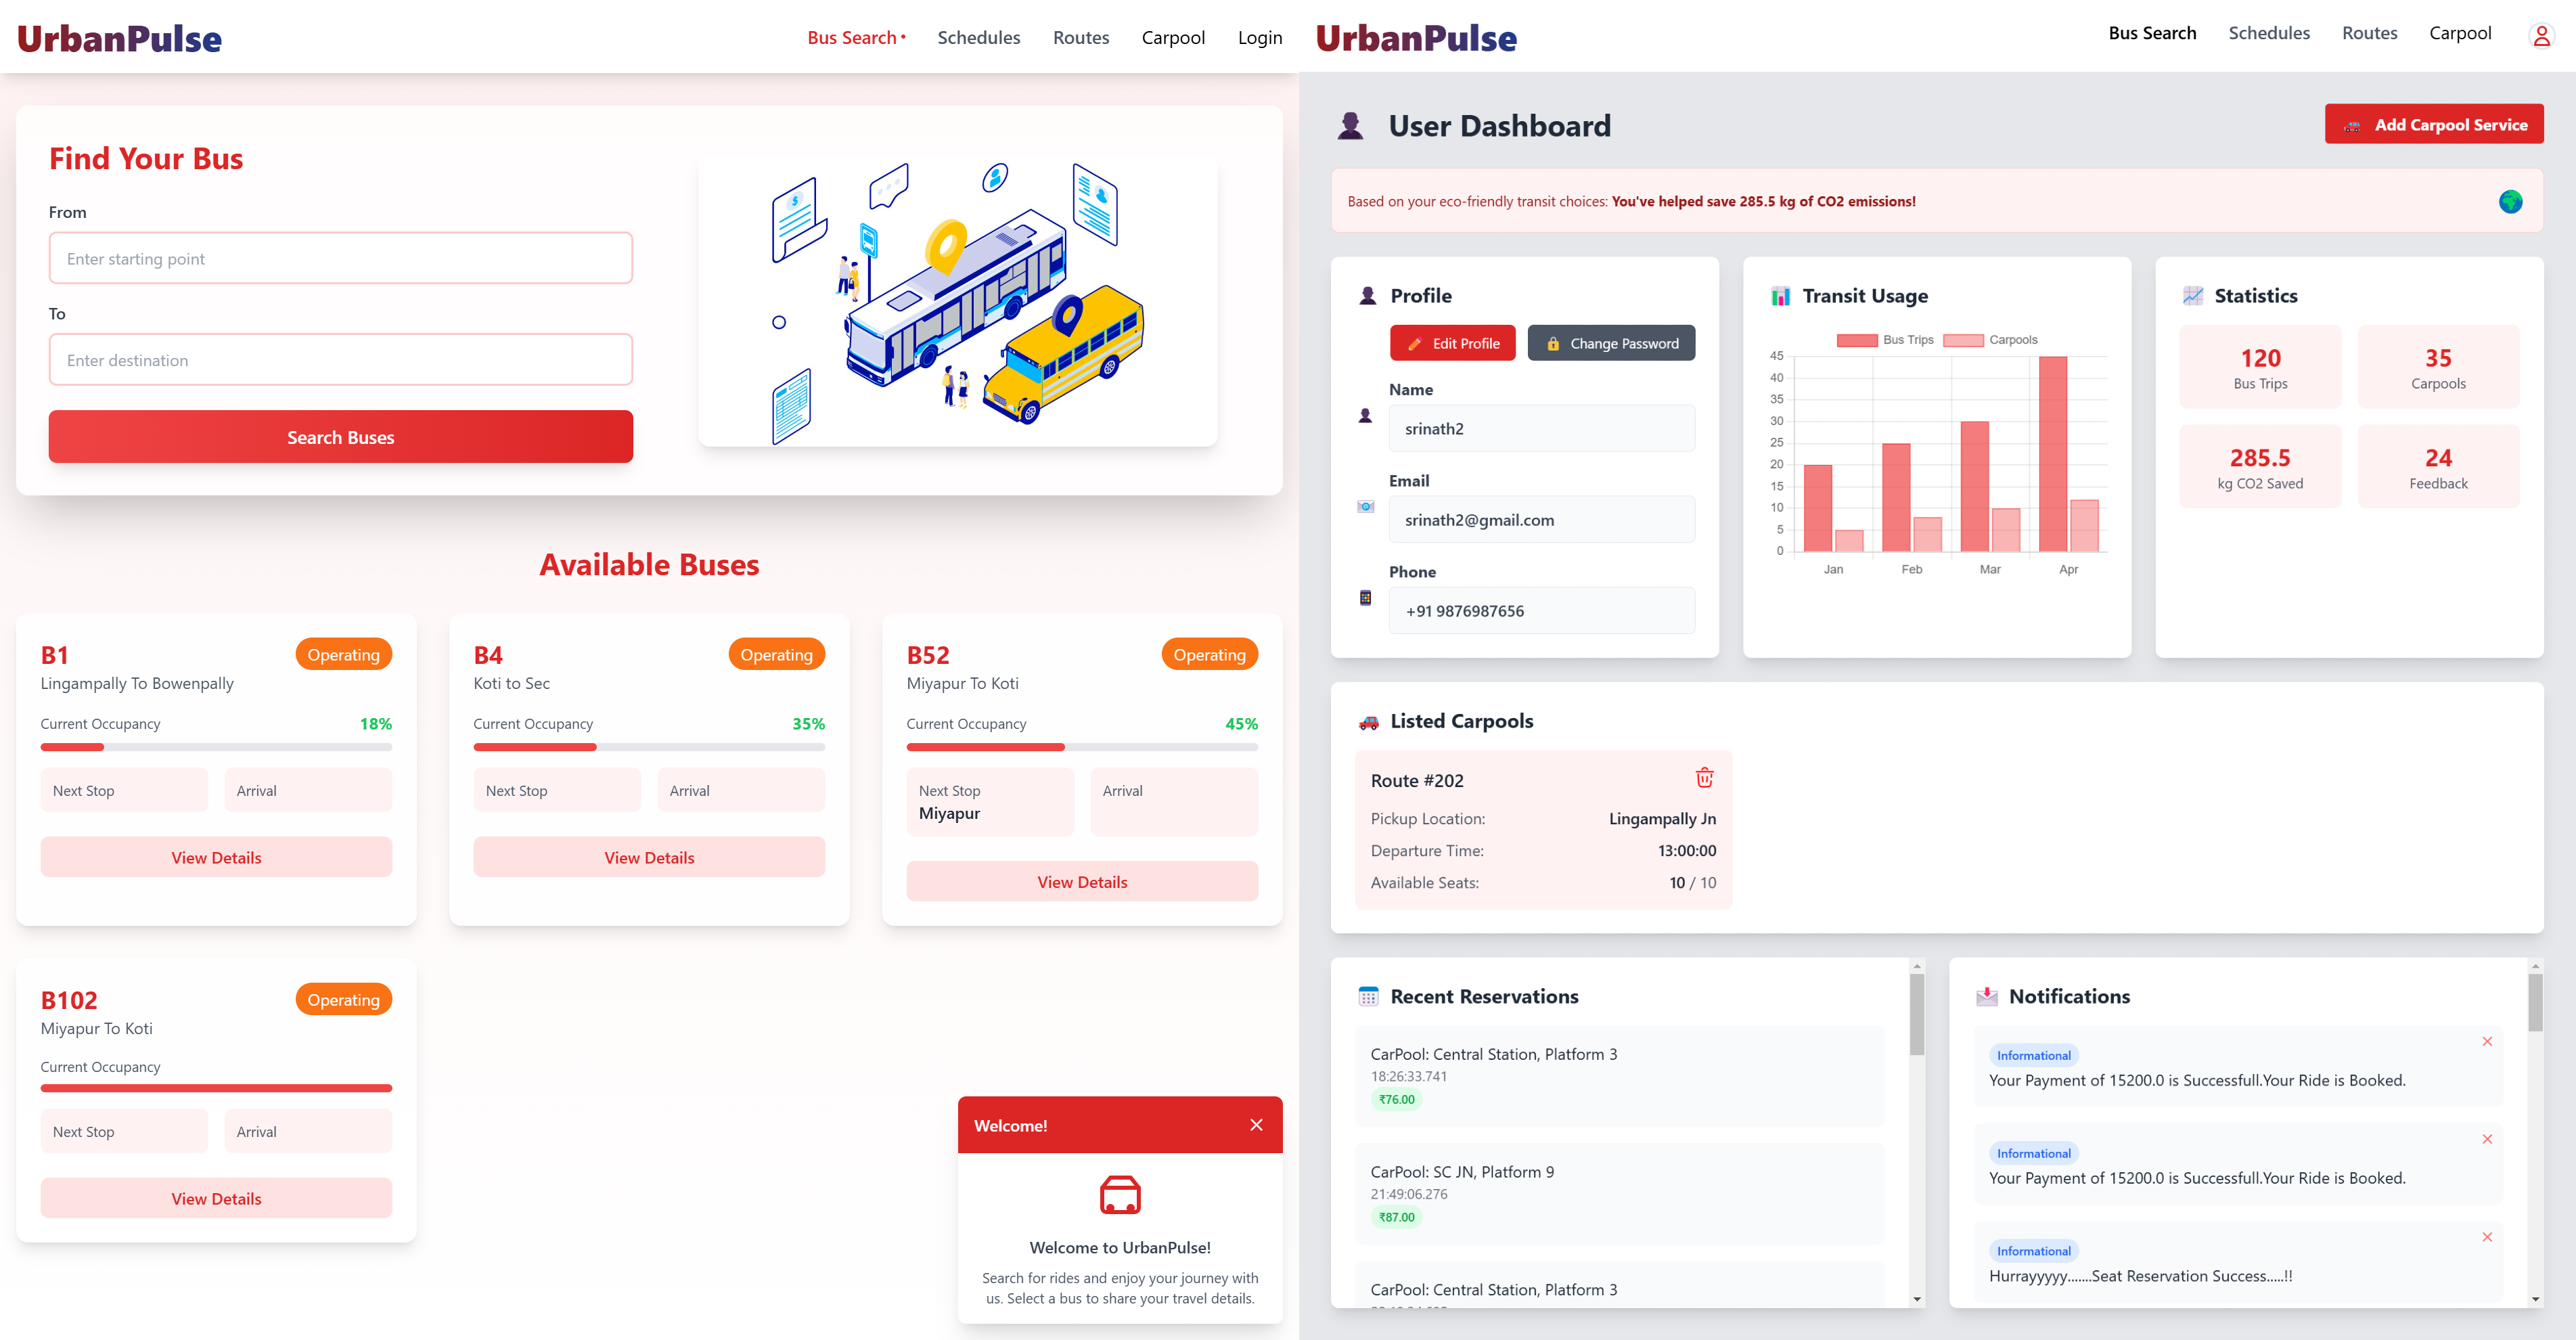 UrbanPulse
Bus Search •
Schedules
Routes
Carpool
Login
Find Your Bus
From
Enter starting point
To
Enter destination
Search Buses
$
Available Buses
B1
Operating
Lingampally To Bowenpally
Current Occupancy
18%
Next Stop
Arrival
View Details
B4
Operating
Koti to Sec
Current Occupancy
35%
Next Stop
Arrival
View Details
B52
Operating
Miyapur To Koti
Current Occupancy
45%
Next Stop
Miyapur
Arrival
View Details
B102
Operating
Miyapur To Koti
Current Occupancy
Next Stop
Arrival
View Details
Welcome!
Welcome to UrbanPulse!
Search for rides and enjoy your journey with
us. Select a bus to share your travel details.
UrbanPulse
Bus Search
Schedules
Routes
Carpool
User Dashboard
Add Carpool Service
Based on your eco-friendly transit choices: You've helped save 285.5 kg of CO2 emissions!
Profile
Edit Profile
Change Password
Name
srinath2
Email
srinath2@gmail.com
Phone
+91 9876987656
Transit Usage
Bus Trips
Carpools
45
40
35
30
25
20
15
10
5
0
Jan
Feb
Mar
Apr
Statistics
120
Bus Trips
35
Carpools
285.5
kg CO2 Saved
24
Feedback
Listed Carpools
Route #202
Pickup Location:
Lingampally Jn
Departure Time:
13:00:00
Available Seats:
10 / 10
Recent Reservations
CarPool: Central Station, Platform 3
18:26:33.741
₹76.00
CarPool: SC JN, Platform 9
21:49:06.276
₹87.00
CarPool: Central Station, Platform 3
Notifications
Informational
Your Payment of 15200.0 is Successfull.Your Ride is Booked.
Informational
Your Payment of 15200.0 is Successfull.Your Ride is Booked.
Informational
Hurrayyyyy.......Seat Reservation Success.....!!